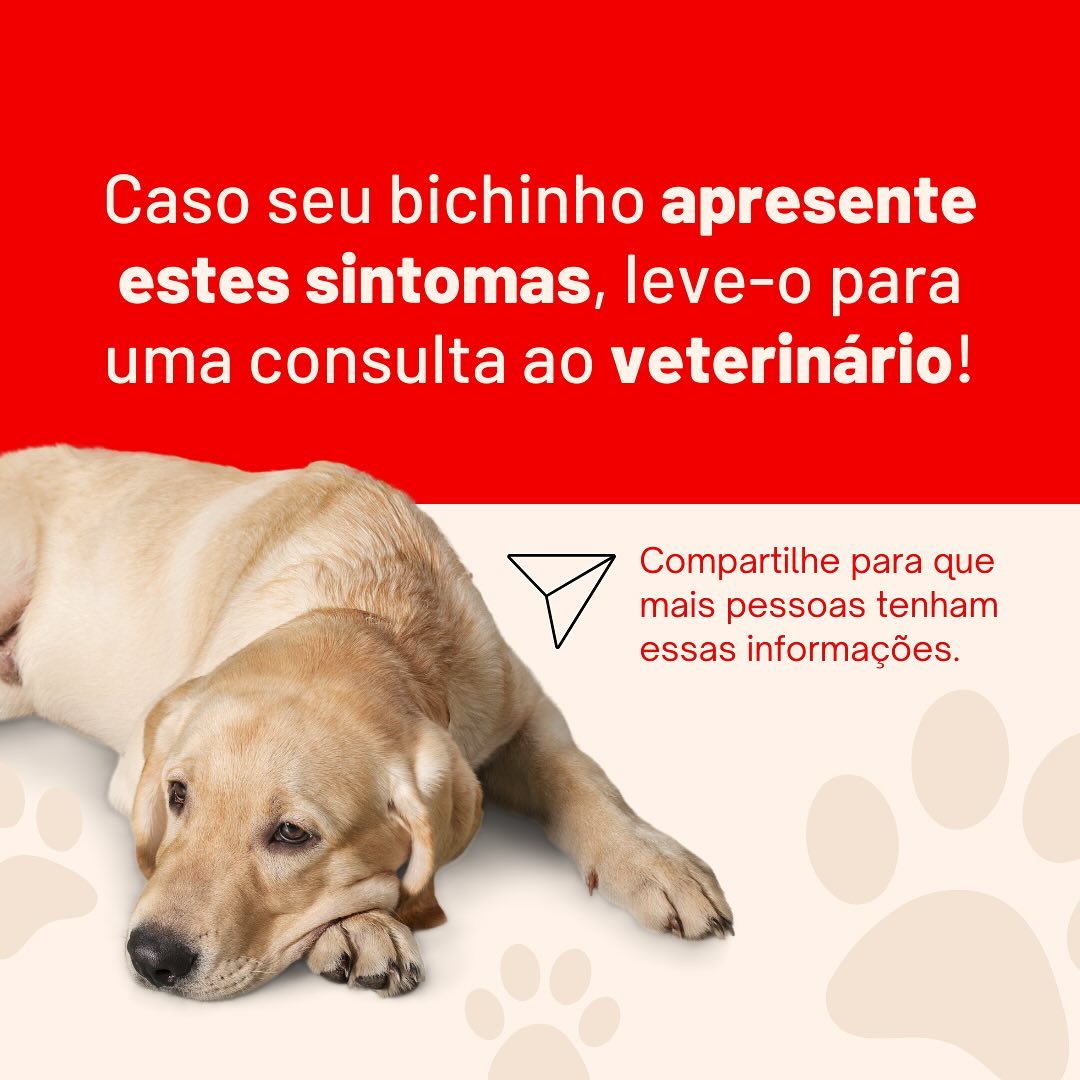 Caso seu bichinho apresente
estes sintomas, leve-o para
uma consulta ao veterinário!
Compartilhe para que
mais pessoas tenham
essas informações.